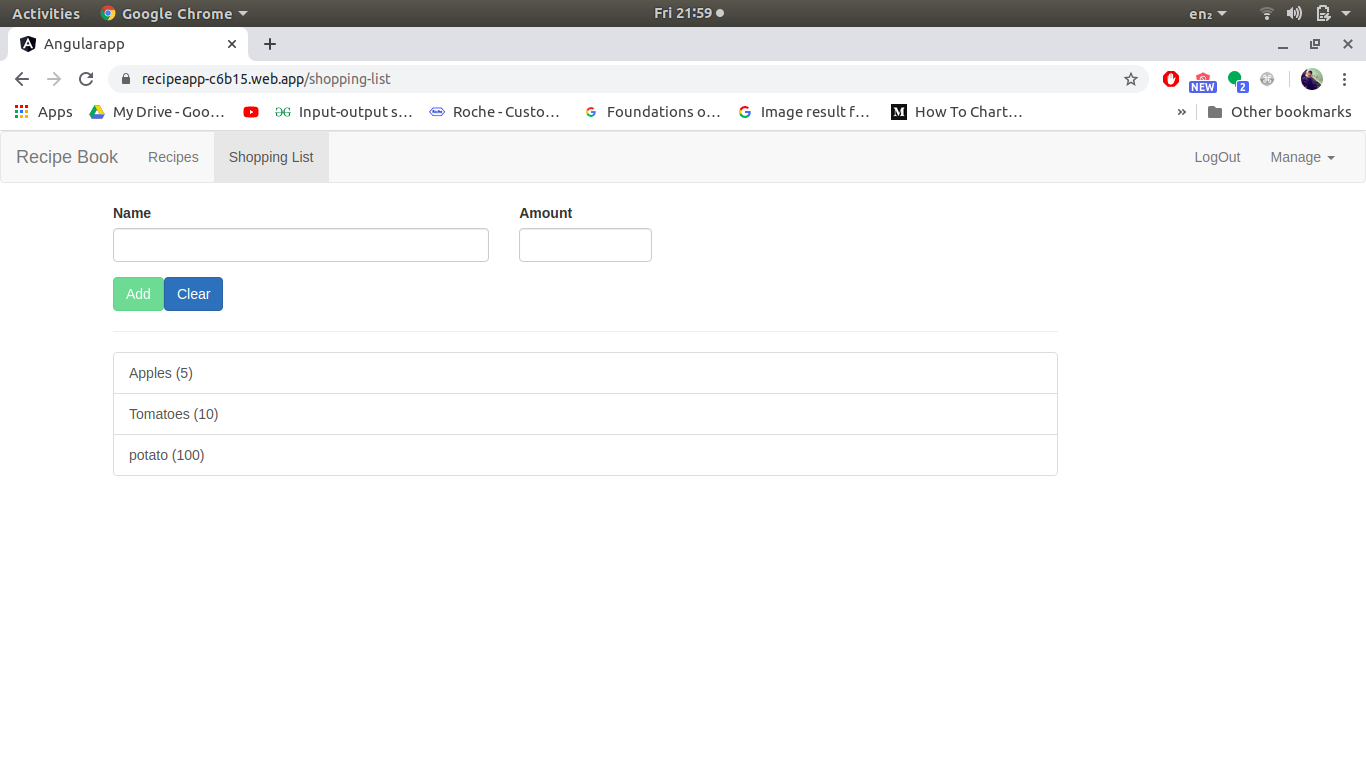 Activities Google Chrome Fri 21:59 en₂
Angularapp
recipeapp-c6b15.web.app/shopping-list NEW 2
Apps My Drive - Goo… Input-output s… Roche - Custo… Foundations o… Image result f… M How To Chart… » Other bookmarks
Recipe Book Recipes Shopping List LogOut Manage
Name Amount
Add Clear
Apples (5)
Tomatoes (10)
potato (100)